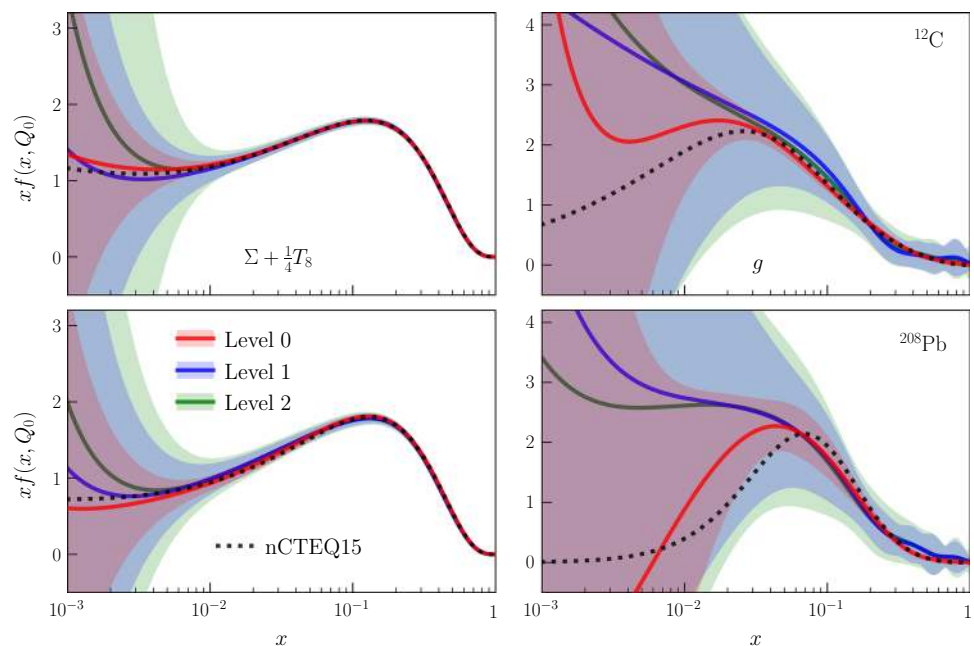 3
2
1
0
xf(x, Q₀)
Σ + ¼T₈
4
3
2
1
0
¹²C
g
3
2
1
0
xf(x, Q₀)
Level 0
Level 1
Level 2
nCTEQ15
10⁻³
10⁻²
10⁻¹
1
x
4
3
2
1
0
²⁰⁸Pb
10⁻³
10⁻²
10⁻¹
1
x